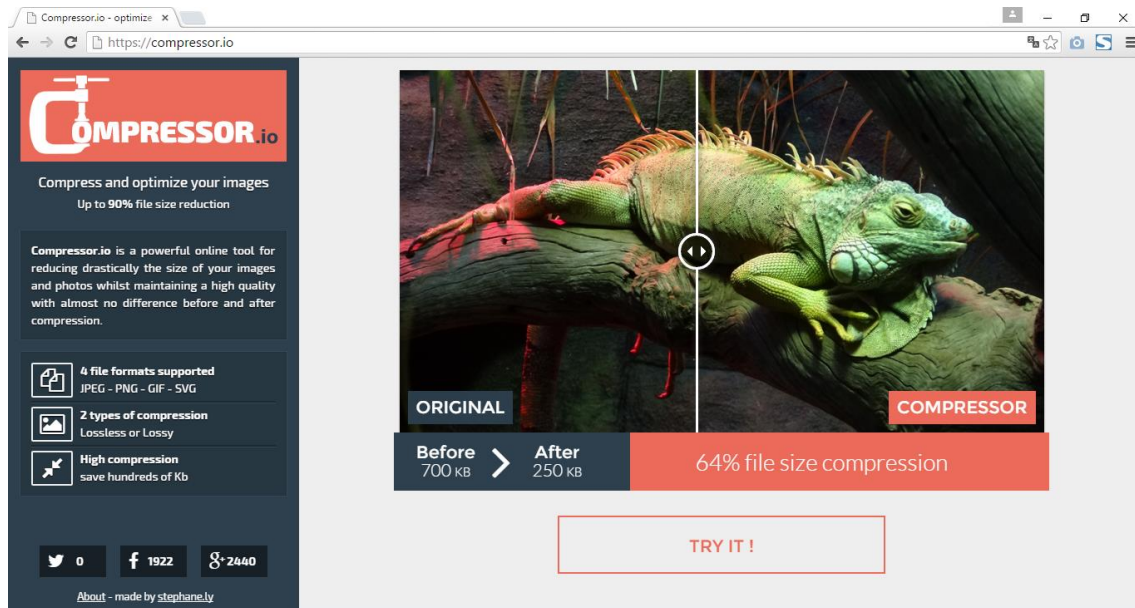 Compressor.io - optimize
https://compressor.io
COMPRESSOR.io
Compress and optimize your images
Up to 90% file size reduction
Compressor.io is a powerful online tool for
reducing drastically the size of your images
and photos whilst maintaining a high quality
with almost no difference before and after
compression.
4 file formats supported
JPEG - PNG - GIF - SVG
2 types of compression
Lossless or Lossy
High compression
save hundreds of Kb
0
1922
2440
About - made by stephane.ly
ORIGINAL
COMPRESSOR
Before
700 KB
After
250 KB
64% file size compression
TRY IT !